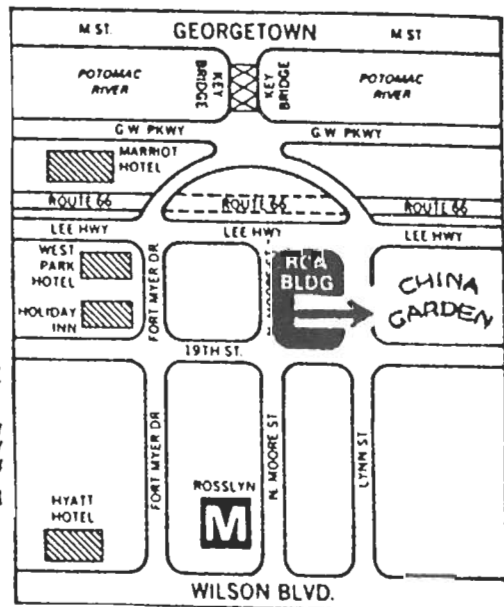 M ST. GEORGETOWN M ST
POTOMAC
RIVER
KEY
BRIDGE
KEY
BRIDGE
POTOMAC
RIVER
G.W. PKWY G.W. PKWY
MARRIOT
HOTEL
ROUTE 66 ROUTE 66 ROUTE 66
LEE HWY LEE HWY LEE HWY
WEST
PARK
HOTEL
HOLIDAY
INN
FORT MYER DR.
N. MOORE ST
RCA
BLDG
CHINA
GARDEN
19TH ST.
FORT MYER DR
N. MOORE ST
LYNN ST
ROSSLYN
M
HYATT
HOTEL
WILSON BLVD.